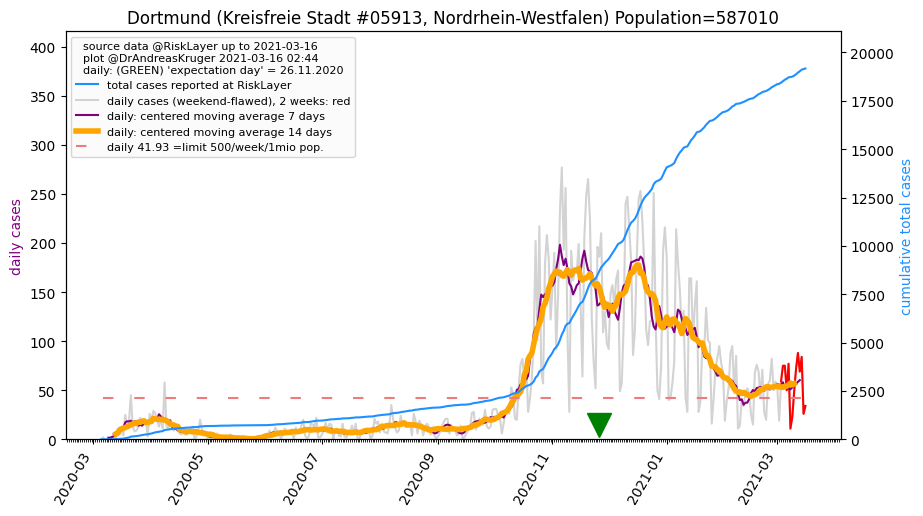 Dortmund (Kreisfreie Stadt #05913, Nordrhein-Westfalen) Population=587010
source data @RiskLayer up to 2021-03-16
plot @DrAndreasKruger 2021-03-16 02:44
daily: (GREEN) 'expectation day' = 26.11.2020
total cases reported at RiskLayer
daily cases (weekend-flawed), 2 weeks: red
daily: centered moving average 7 days
daily: centered moving average 14 days
daily 41.93 =limit 500/week/1mio pop.
daily cases
400
350
300
250
200
150
100
50
0
cumulative total cases
20000
17500
15000
12500
10000
7500
5000
2500
0
2020-03
2020-05
2020-07
2020-09
2020-11
2021-01
2021-03